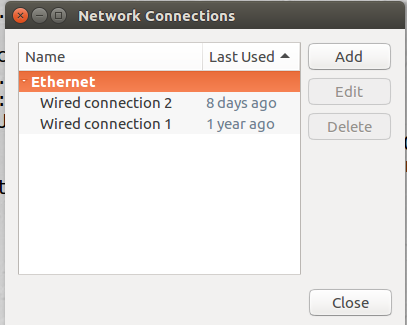 Network Connections
Name Last Used
Ethernet
Wired connection 2 8 days ago
Wired connection 1 1 year ago
Add
Edit
Delete
Close